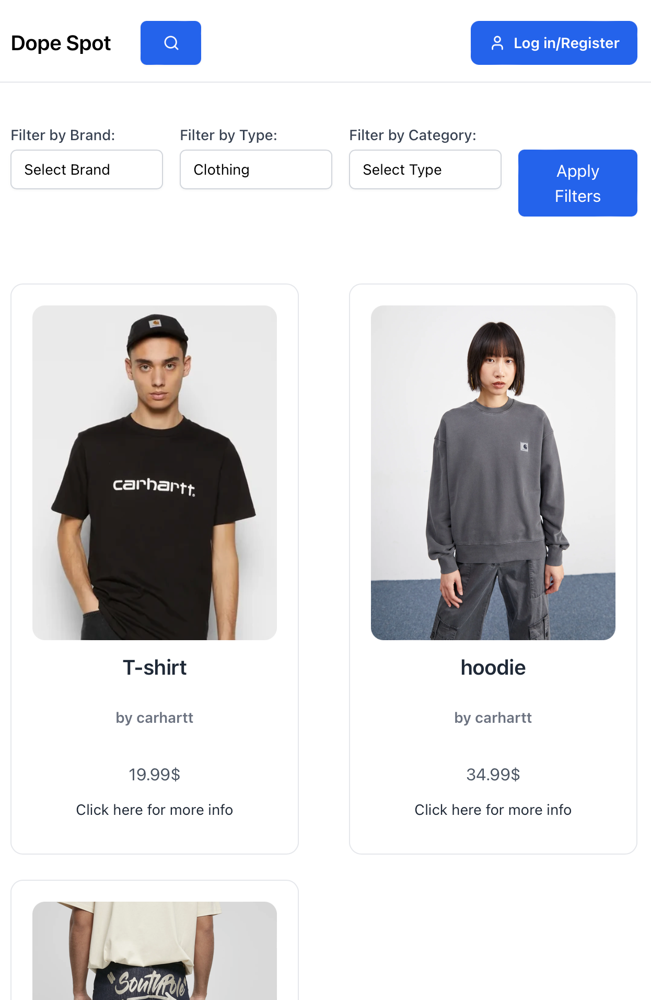 Dope Spot
Log in/Register
Filter by Brand:
Filter by Type:
Filter by Category:
Select Brand
Clothing
Select Type
Apply
Filters
carhartt®
T-shirt
hoodie
by carhartt
by carhartt
19.99$
34.99$
Click here for more info
Click here for more info
"SouthPole"